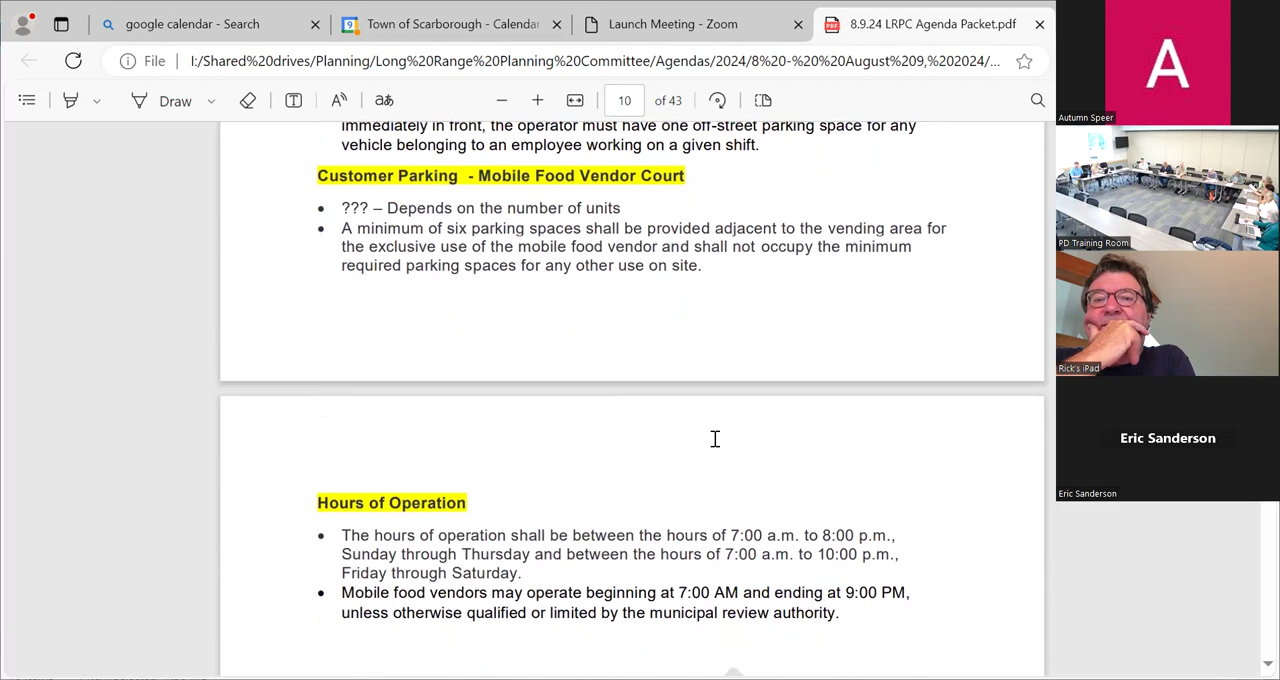 google calendar - Search
Town of Scarborough - Calendar
Launch Meeting - Zoom
8.9.24 LRPC Agenda Packet.pdf
File
I:/Shared%20drives/Planning/Long%20Range%20Planning%20Committee/Agendas/2024/8%20-%20%20August%209,%202024/...
Draw
10 of 43
immediately in front, the operator must have one off-street parking space for any
vehicle belonging to an employee working on a given shift.
Customer Parking - Mobile Food Vendor Court
• ??? – Depends on the number of units
• A minimum of six parking spaces shall be provided adjacent to the vending area for
the exclusive use of the mobile food vendor and shall not occupy the minimum
required parking spaces for any other use on site.
Hours of Operation
• The hours of operation shall be between the hours of 7:00 a.m. to 8:00 p.m.,
Sunday through Thursday and between the hours of 7:00 a.m. to 10:00 p.m.,
Friday through Saturday.
• Mobile food vendors may operate beginning at 7:00 AM and ending at 9:00 PM,
unless otherwise qualified or limited by the municipal review authority.
A
Autumn Speer
PD Training Room
Rick's iPad
Eric Sanderson
Eric Sanderson